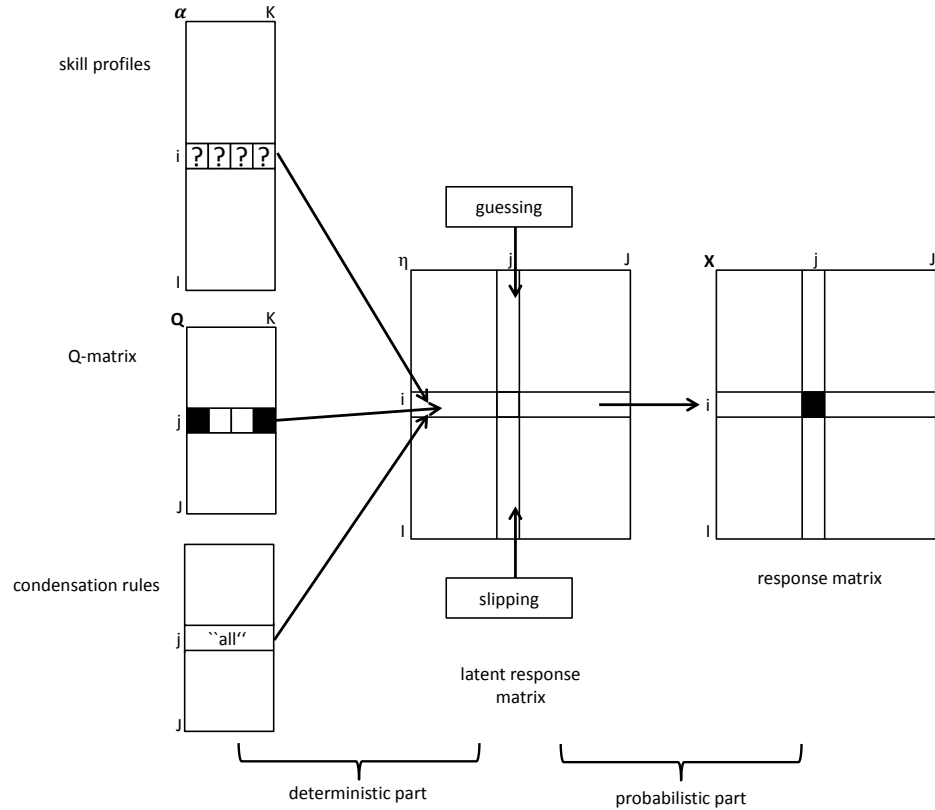 α K
skill profiles
i ? ? ? ?
I
Q K
Q-matrix
j
J
condensation rules
j ``all‘‘
J
guessing
η j J
i
I
slipping
latent response
matrix
X j J
i
I
response matrix
deterministic part
probabilistic part